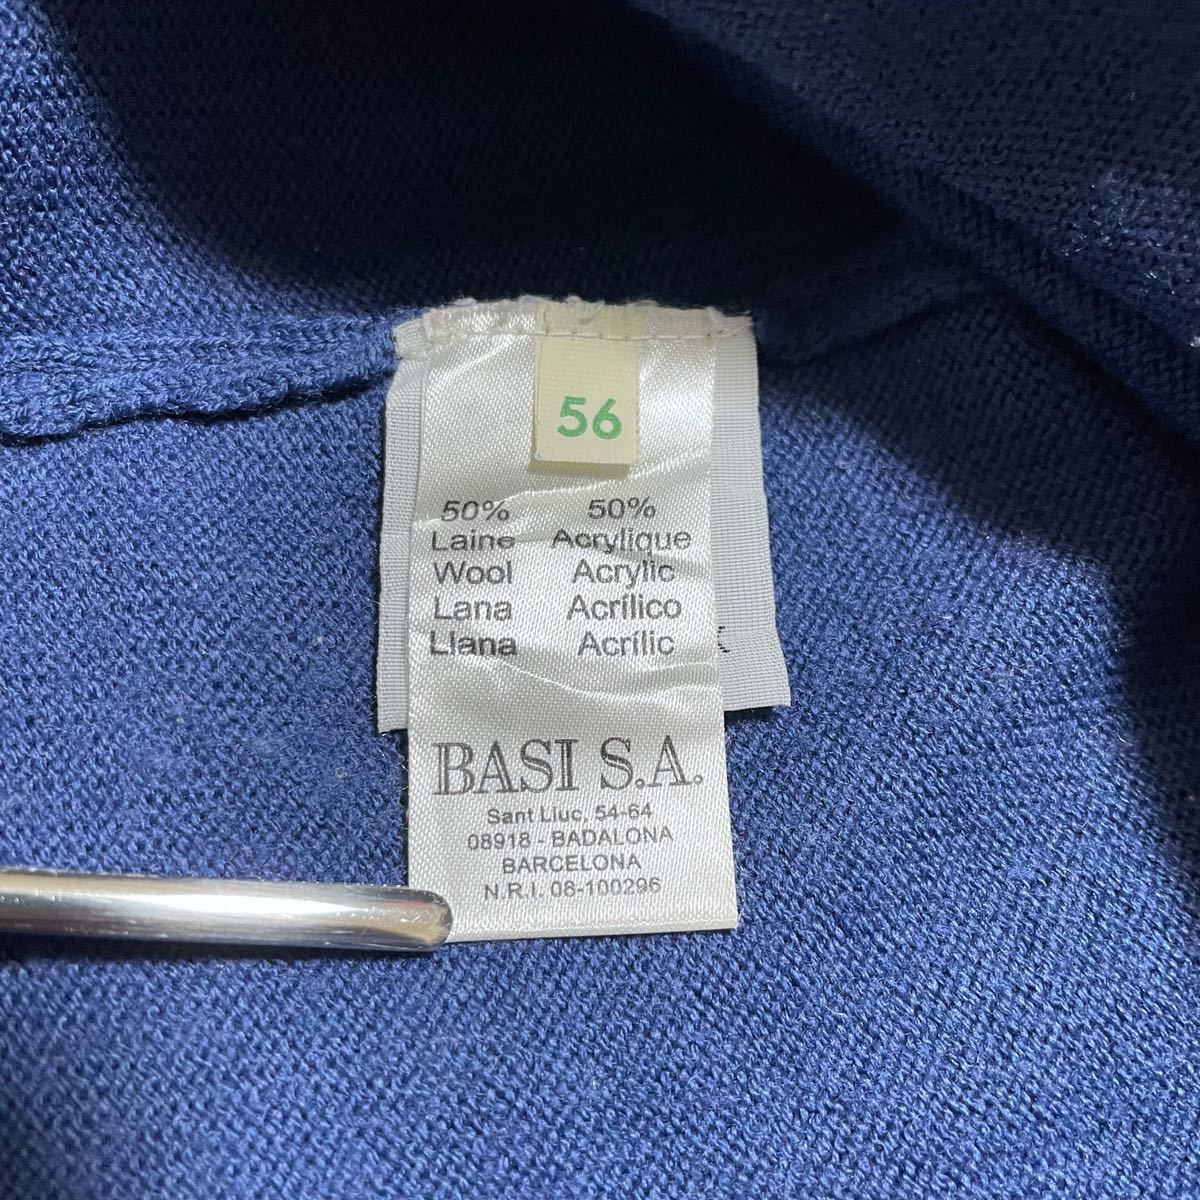 56
50% 50%
Laine Acrylique
Wool Acrylic
Lana Acrílico
Llana Acrílic
BASI S.A.
Sant Lluc, 54-64
08918 - BADALONA
BARCELONA
N.R.I. 08-100296